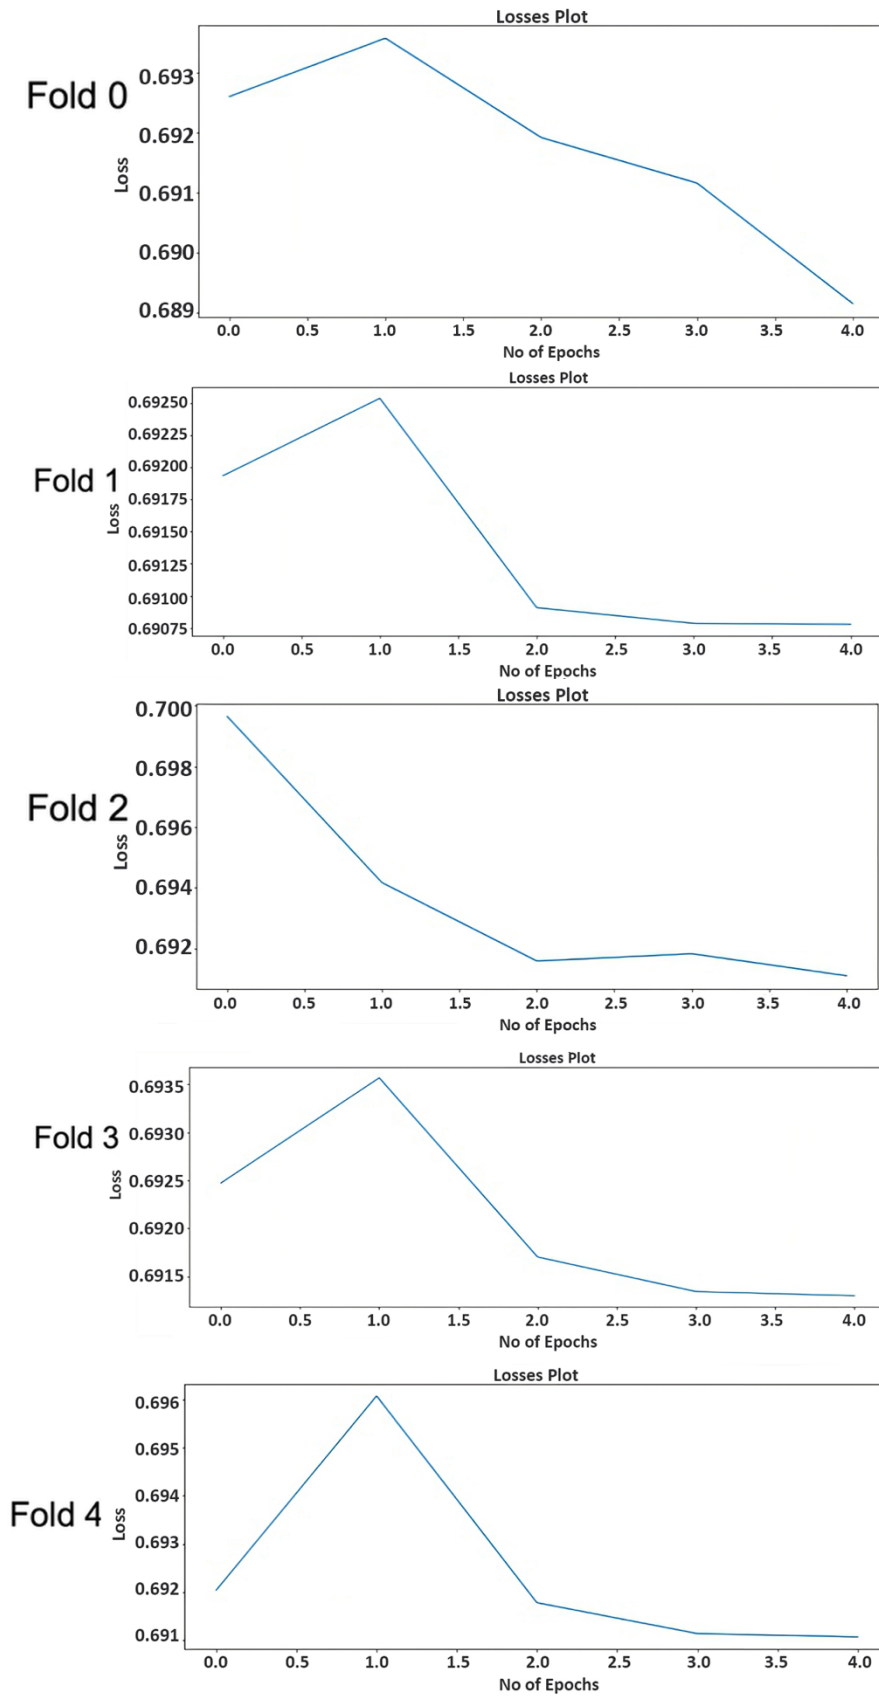 Losses Plot
Fold 0
Loss
0.693
0.692
0.691
0.690
0.689
0.0 0.5 1.0 1.5 2.0 2.5 3.0 3.5 4.0
No of Epochs
Losses Plot
Fold 1
Loss
0.69250
0.69225
0.69200
0.69175
0.69150
0.69125
0.69100
0.69075
0.0 0.5 1.0 1.5 2.0 2.5 3.0 3.5 4.0
No of Epochs
Losses Plot
Fold 2
Loss
0.700
0.698
0.696
0.694
0.692
0.0 0.5 1.0 1.5 2.0 2.5 3.0 3.5 4.0
No of Epochs
Losses Plot
Fold 3
Loss
0.6935
0.6930
0.6925
0.6920
0.6915
0.0 0.5 1.0 1.5 2.0 2.5 3.0 3.5 4.0
No of Epochs
Losses Plot
Fold 4
Loss
0.696
0.695
0.694
0.693
0.692
0.691
0.0 0.5 1.0 1.5 2.0 2.5 3.0 3.5 4.0
No of Epochs